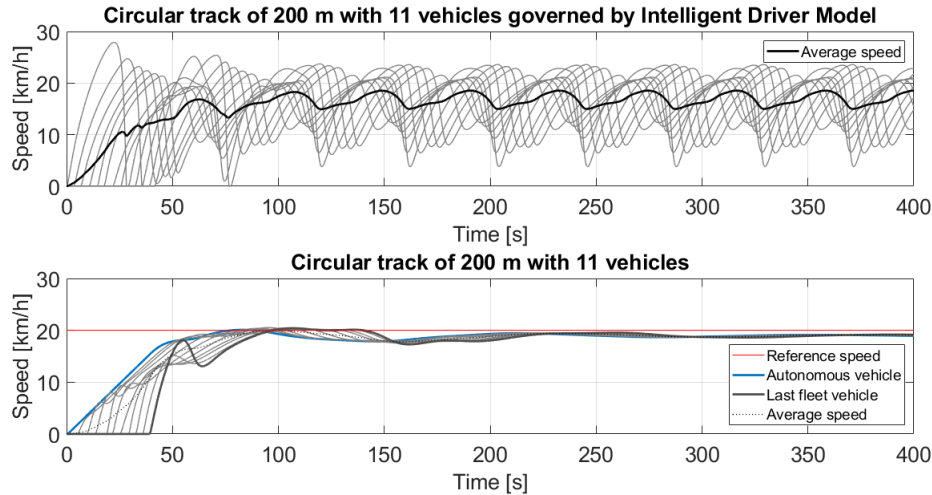 Circular track of 200 m with 11 vehicles governed by Intelligent Driver Model
Speed [km/h]
30
20
10
0
Average speed
0 50 100 150 200 250 300 350 400
Time [s]
Circular track of 200 m with 11 vehicles
Speed [km/h]
30
20
10
0
Reference speed
Autonomous vehicle
Last fleet vehicle
Average speed
0 50 100 150 200 250 300 350 400
Time [s]